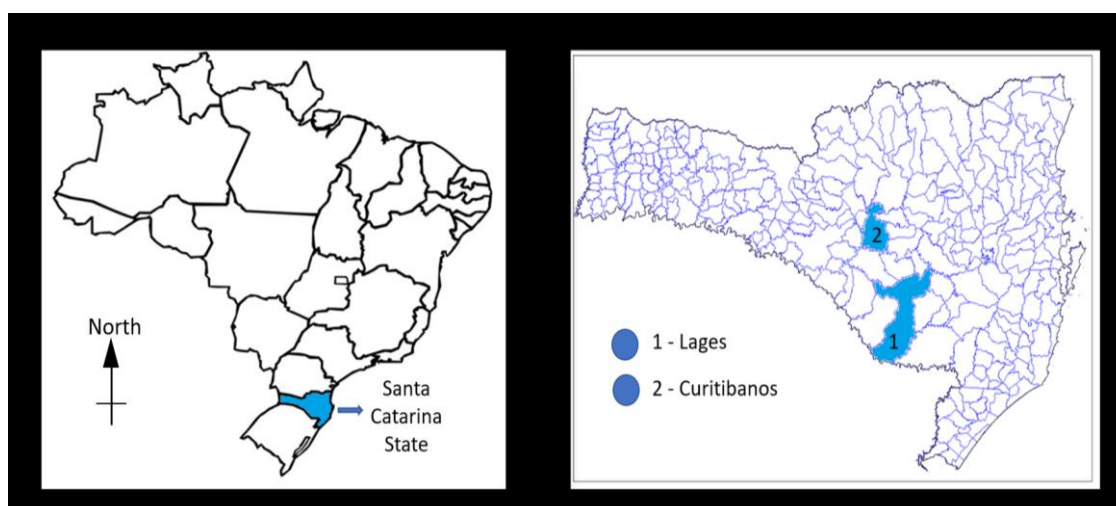 North
Santa
Catarina
State
2
1
1 - Lages
2 - Curitibanos